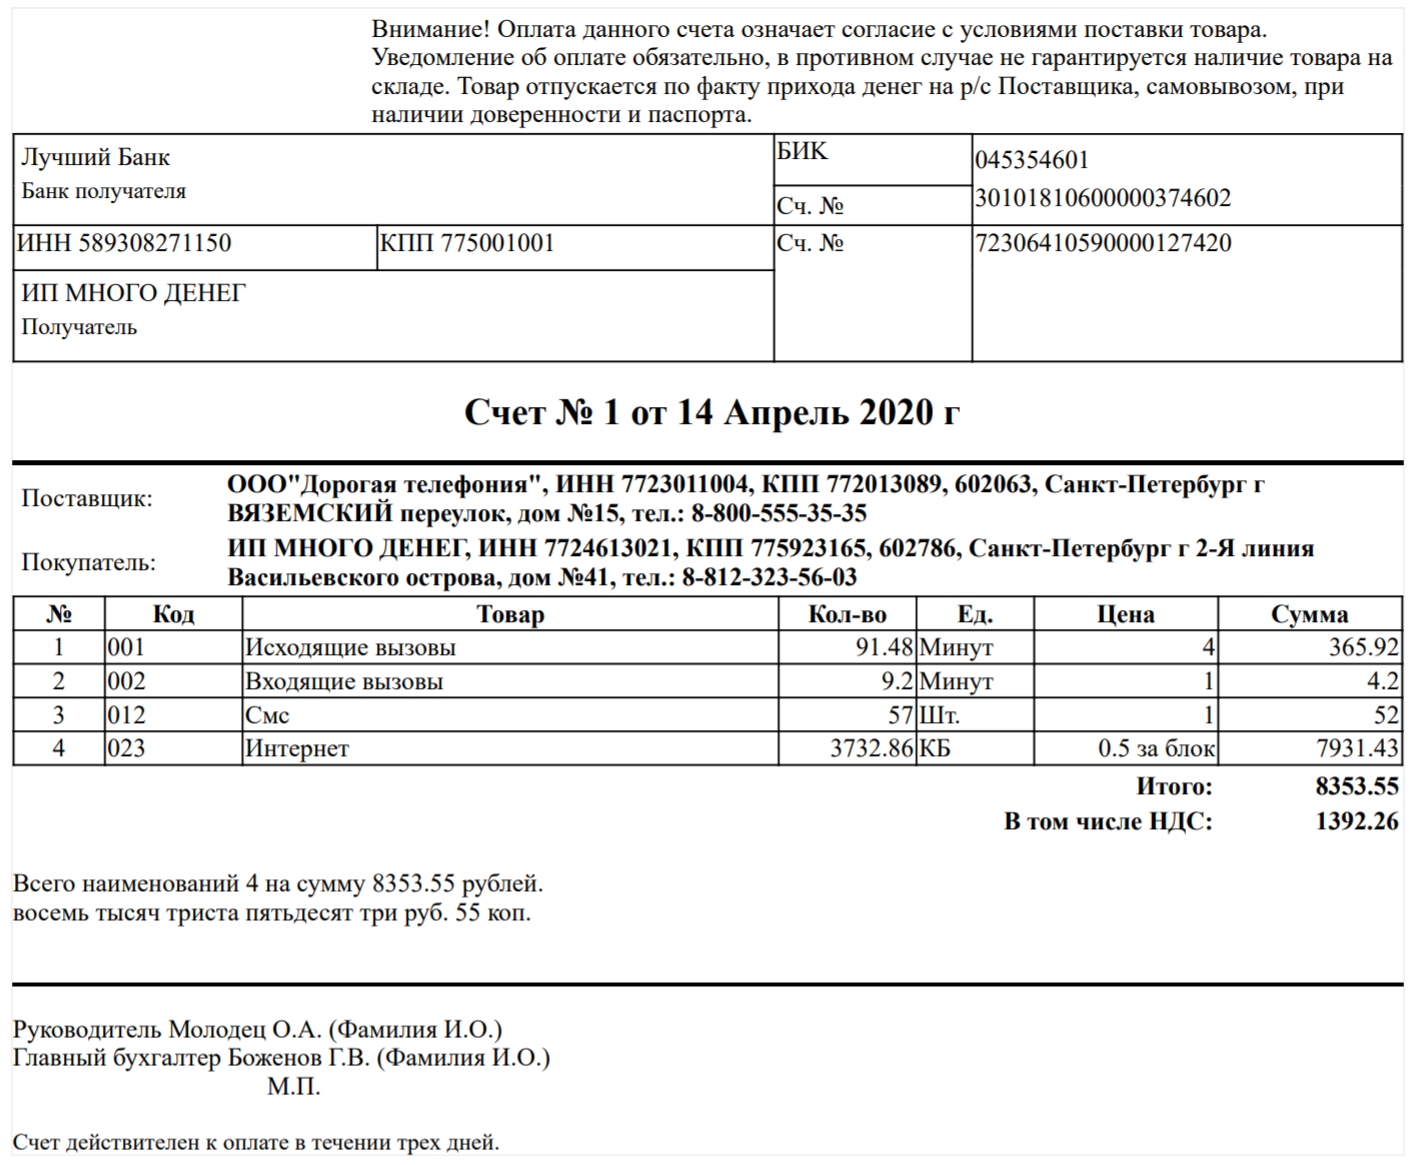 Внимание! Оплата данного счета означает согласие с условиями поставки товара.
Уведомление об оплате обязательно, в противном случае не гарантируется наличие товара на
складе. Товар отпускается по факту прихода денег на р/с Поставщика, самовывозом, при
наличии доверенности и паспорта.
Лучший Банк БИК 045354601
Банк получателя Сч. № 30101810600000374602
ИНН 589308271150 КПП 775001001 Сч. № 72306410590000127420
ИП МНОГО ДЕНЕГ
Получатель
Счет № 1 от 14 Апрель 2020 г
Поставщик: ООО"Дорогая телефония", ИНН 7723011004, КПП 772013089, 602063, Санкт-Петербург г
ВЯЗЕМСКИЙ переулок, дом №15, тел.: 8-800-555-35-35
Покупатель: ИП МНОГО ДЕНЕГ, ИНН 7724613021, КПП 775923165, 602786, Санкт-Петербург г 2-Я линия
Васильевского острова, дом №41, тел.: 8-812-323-56-03
№ Код Товар Кол-во Ед. Цена Сумма
1 001 Исходящие вызовы 91.48 Минут 4 365.92
2 002 Входящие вызовы 9.2 Минут 1 4.2
3 012 Смс 57 Шт. 1 52
4 023 Интернет 3732.86 КБ 0.5 за блок 7931.43
Итого: 8353.55
В том числе НДС: 1392.26
Всего наименований 4 на сумму 8353.55 рублей.
восемь тысяч триста пятьдесят три руб. 55 коп.
Руководитель Молодец О.А. (Фамилия И.О.)
Главный бухгалтер Боженов Г.В. (Фамилия И.О.)
М.П.
Счет действителен к оплате в течении трех дней.